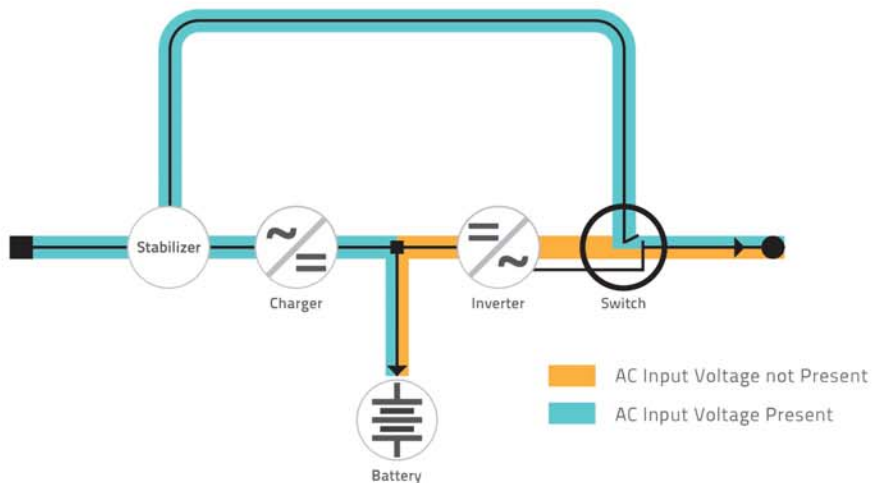 Stabilizer
Charger
Inverter
Switch
Battery
AC Input Voltage not Present
AC Input Voltage Present